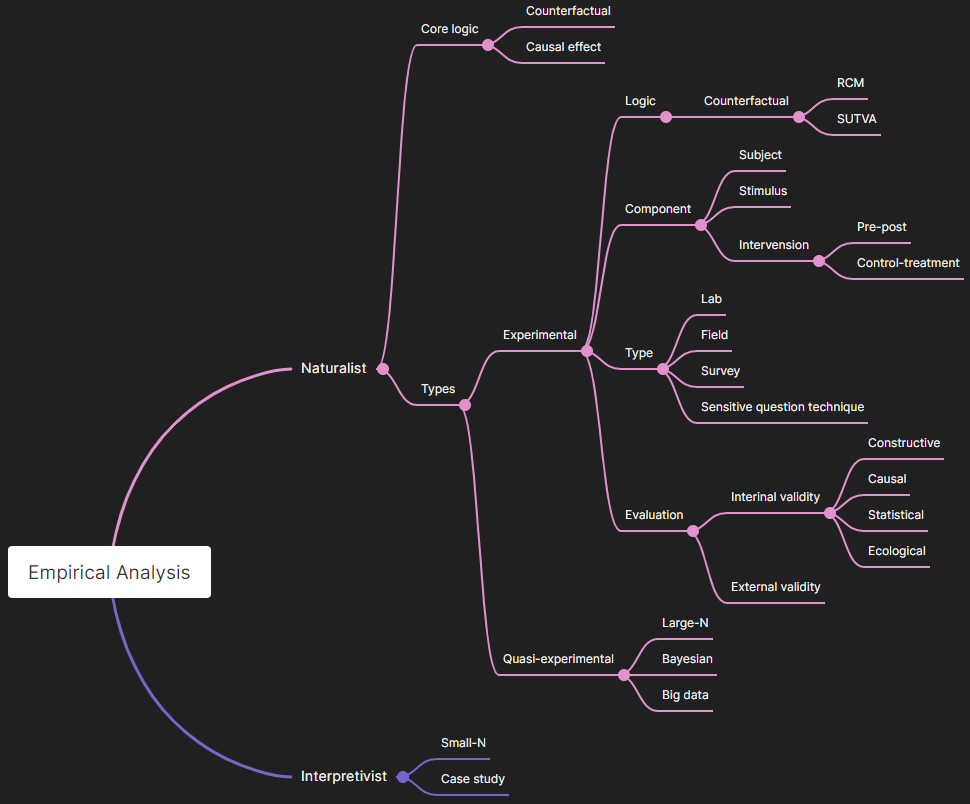 Counterfactual
Core logic
Causal effect
RCM
Logic
Counterfactual
SUTVA
Subject
Stimulus
Component
Pre-post
Intervension
Control-treatment
Lab
Experimental
Field
Type
Survey
Naturalist
Types
Sensitive question technique
Constructive
Causal
Interinal validity
Statistical
Evaluation
Ecological
Empirical Analysis
External validity
Large-N
Quasi-experimental
Bayesian
Big data
Small-N
Interpretivist
Case study